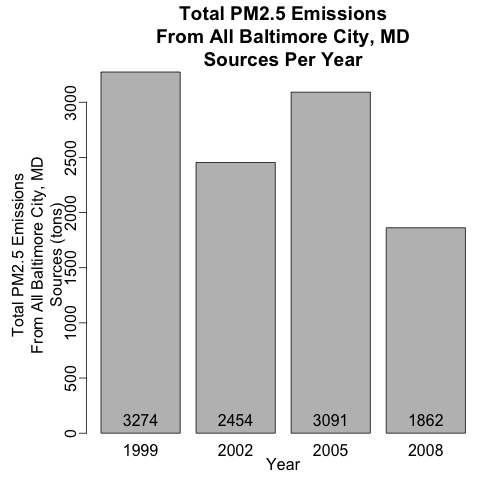 Total PM2.5 Emissions
From All Baltimore City, MD
Sources Per Year
Total PM2.5 Emissions
From All Baltimore City, MD
Sources (tons)
3000
2500
2000
1500
1000
500
0
3274 2454 3091 1862
1999 2002 2005 2008
Year